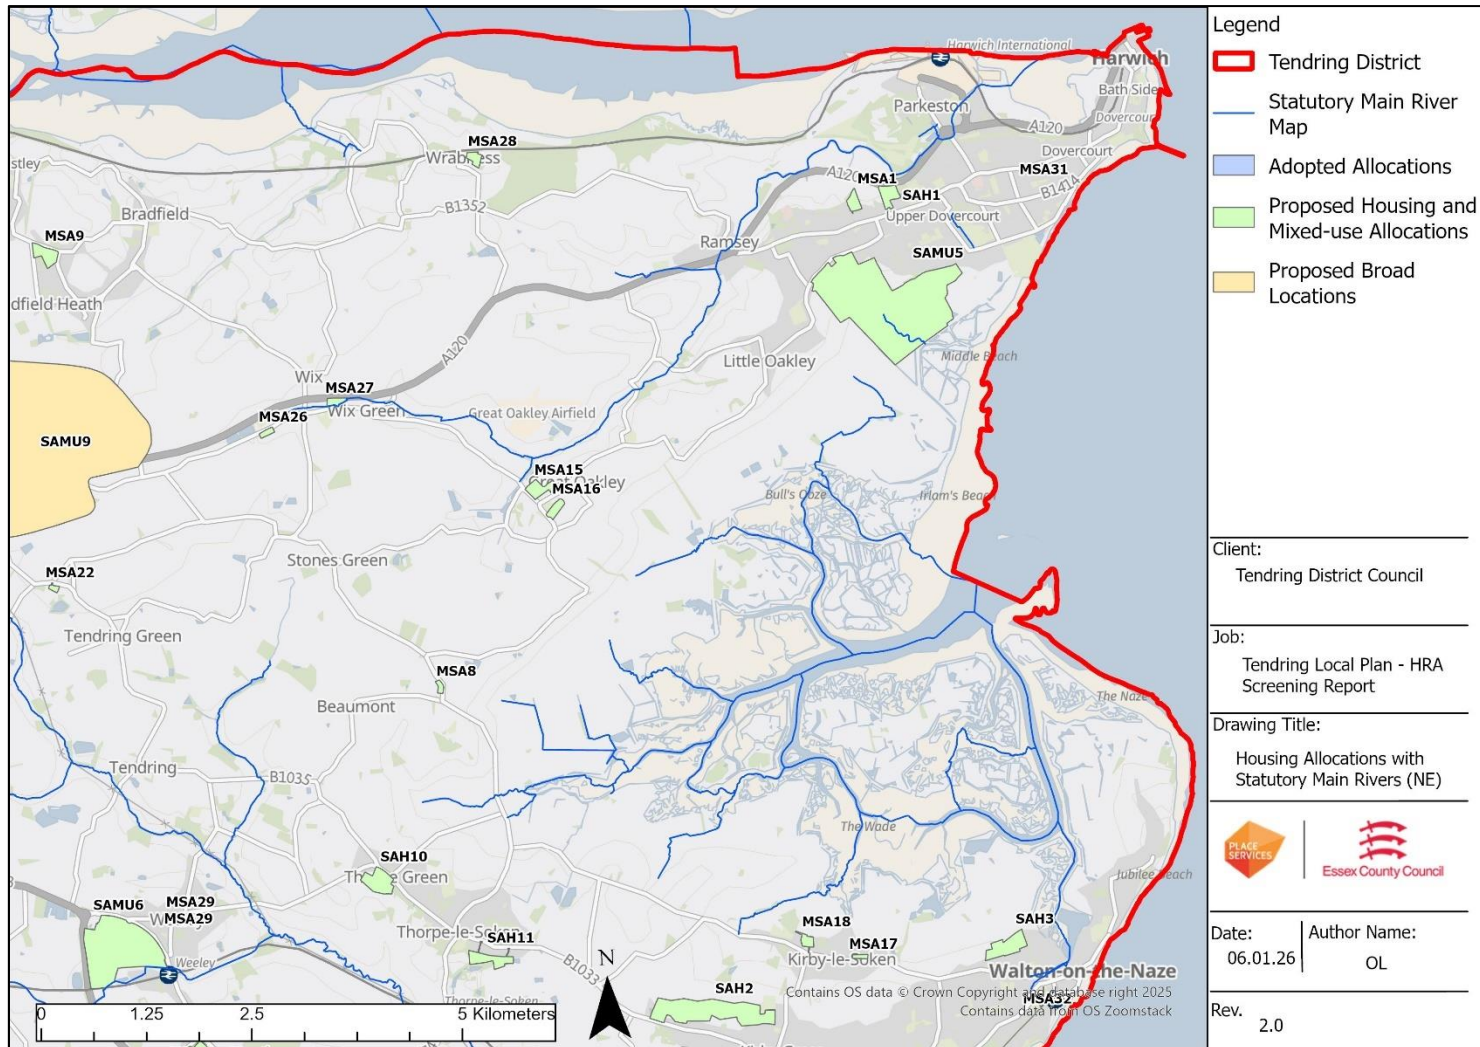 Harwich International
Harwich
Parkeston
Bath Side
Dovercourt
A120
Dovercourt
MSA28
Wrabness
MSA31
A120
MSA1
SAH1
B1414
stley
Bradfield
B1352
Upper Dovercourt
MSA9
Ramsey
SAMU5
dfield Heath
A120
Little Oakley
Middle Beach
Wix
MSA27
Wix Green
Great Oakley Airfield
MSA26
SAMU9
MSA15
Great Oakley
MSA16
Bull's Ooze
Irlam's Beach
Stones Green
MSA22
Tendring Green
MSA8
Beaumont
The Naze
Tendring
B1035
The Wade
SAH10
Thorpe Green
Jubilee Beach
SAMU6
MSA29
Weeley
MSA29
Thorpe-le-Soken
SAH11
MSA18
MSA17
SAH3
Kirby-le-Soken
Weeley
B1033
N
Walton-on-the-Naze
SAH2
MSA32
Thorpe-le-Soken
Contains OS data © Crown Copyright and database right 2025
Contains data from OS Zoomstack
0 1.25 2.5 5 Kilometers
Legend
Tendring District
Statutory Main River
Map
Adopted Allocations
Proposed Housing and
Mixed-use Allocations
Proposed Broad
Locations
Client:
Tendring District Council
Job:
Tendring Local Plan - HRA
Screening Report
Drawing Title:
Housing Allocations with
Statutory Main Rivers (NE)
PLACE
SERVICES
Essex County Council
Date:
06.01.26
Author Name:
OL
Rev.
2.0